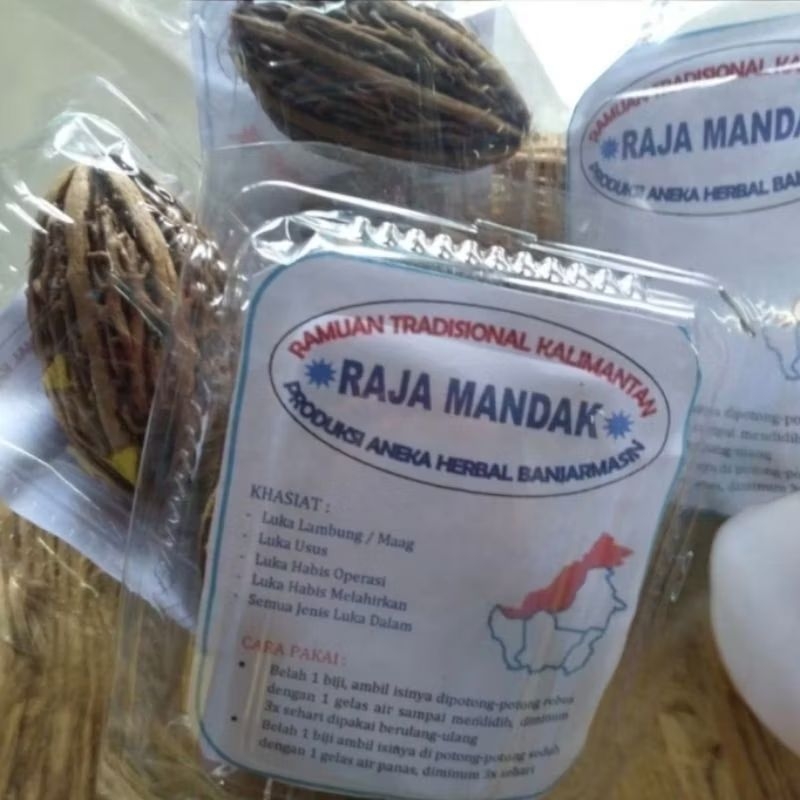 RAMUAN TRADISIONAL KALIMANTAN
RAJA MANDAK
PRODUKSI ANEKA HERBAL BANJARMASIN
KHASIAT :
- Luka Lambung / Maag
- Luka Usus
- Luka Habis Operasi
- Luka Habis Melahirkan
- Semua Jenis Luka Dalam
CARA PAKAI :
• Belah 1 biji, ambil isinya dipotong-potong rebus
dengan 1 gelas air sampai mendidih, diminum
3x sehari dipakai berulang-ulang
• Belah 1 biji ambil isinya di potong-potong seduh
dengan 1 gelas air panas, diminum 3x sehari
RAMUAN TRADISIONAL
RAJA
PRODUKSI ANEKA HERBAL